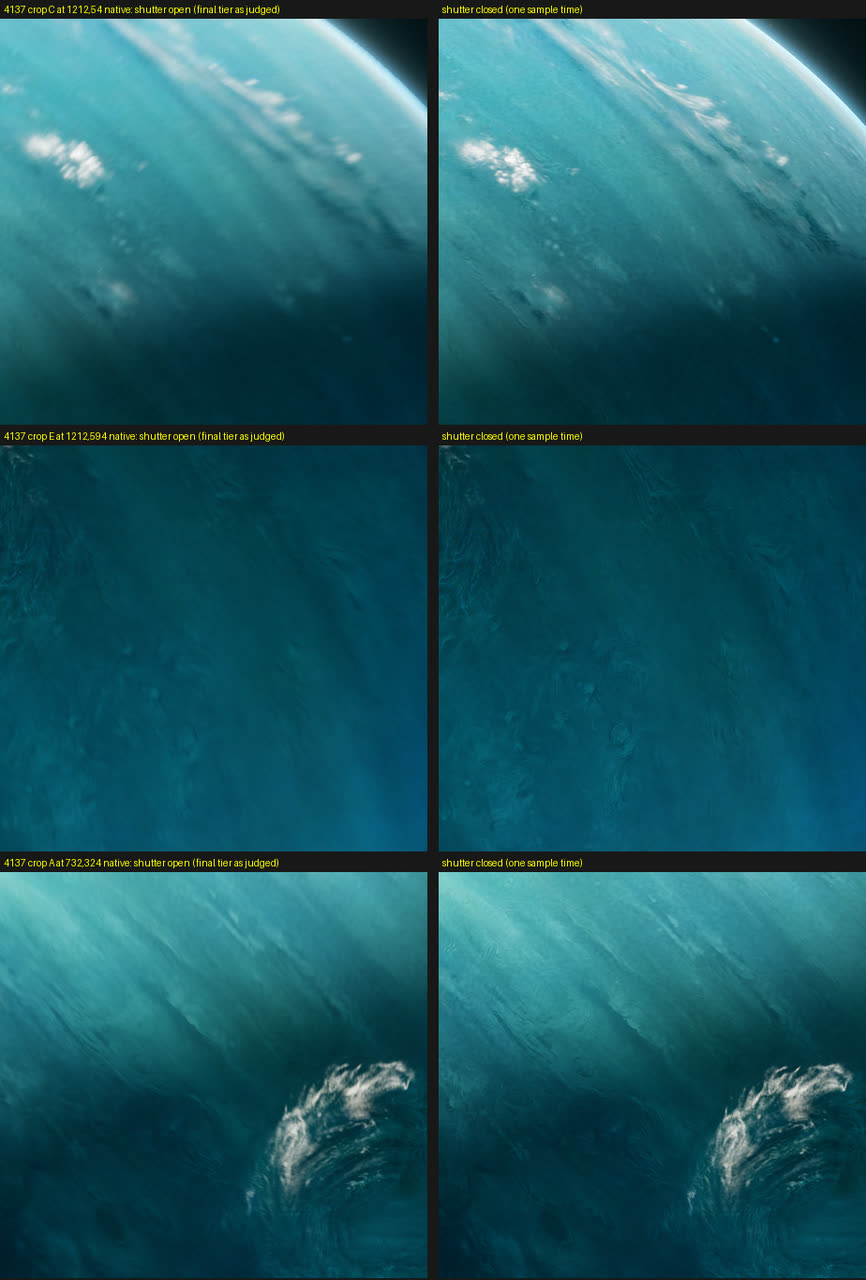 4137 crop C at 1212,54 native: shutter open (final tier as judged)
shutter closed (one sample time)
4137 crop E at 1212,594 native: shutter open (final tier as judged)
shutter closed (one sample time)
4137 crop A at 732,324 native: shutter open (final tier as judged)
shutter closed (one sample time)